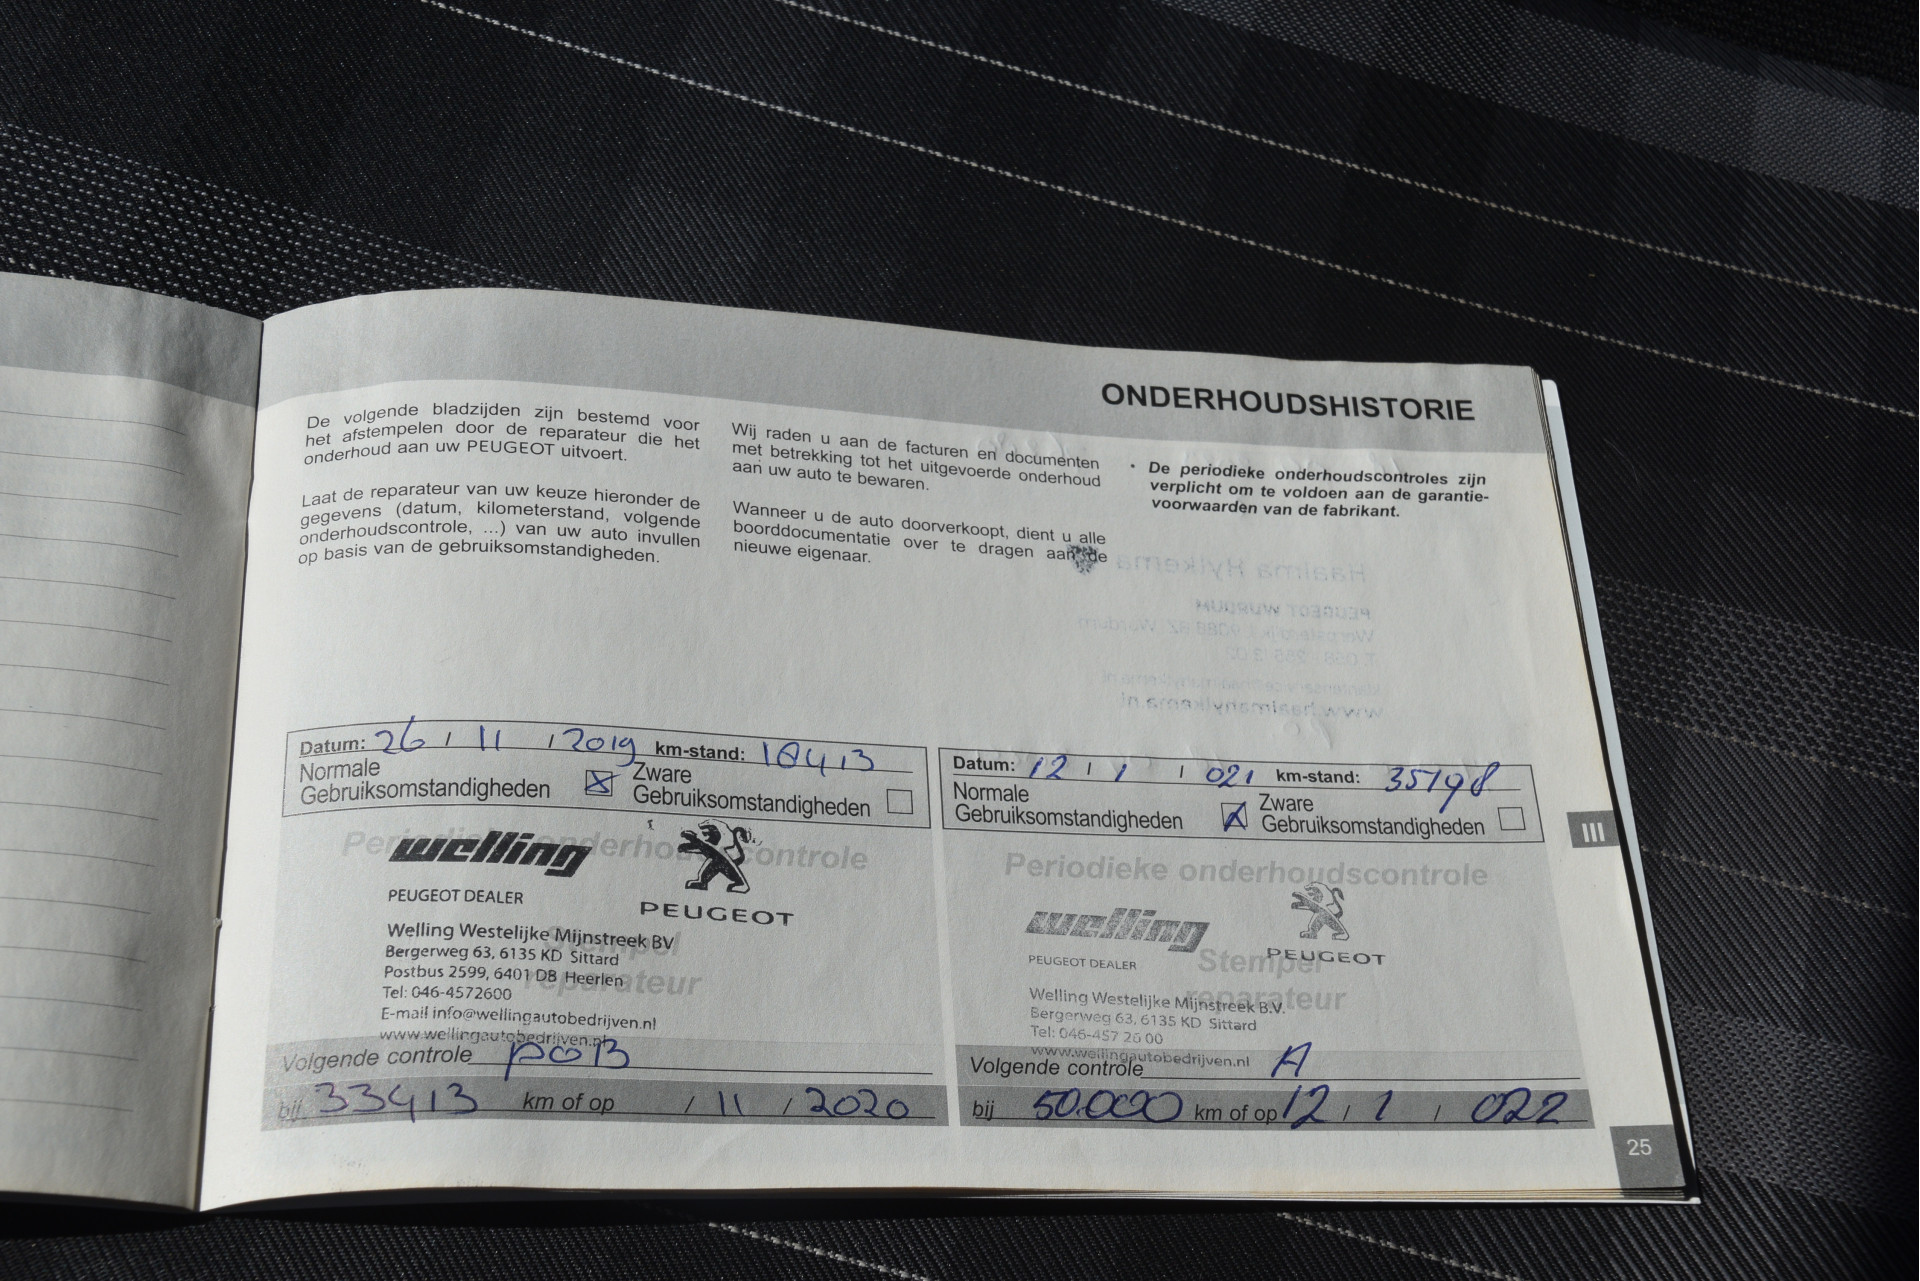 ONDERHOUDSHISTORIE
De volgende bladzijden zijn bestemd voor
het afstempelen door de reparateur die het
onderhoud aan uw PEUGEOT uitvoert.
Laat de reparateur van uw keuze hieronder de
gegevens (datum, kilometerstand, volgende
onderhoudscontrole, ...) van uw auto invullen
op basis van de gebruiksomstandigheden.
Wij raden u aan de facturen en documenten
met betrekking tot het uitgevoerde onderhoud
aan uw auto te bewaren.
Wanneer u de auto doorverkoopt, dient u alle
boorddocumentatie over te dragen aan de
nieuwe eigenaar.
• De periodieke onderhoudscontroles zijn
verplicht om te voldoen aan de garantie-
voorwaarden van de fabrikant.
Haaima Hylkema
PEUGEOT WURDUM
Datum: 26 / 11 / 2019 km-stand: 18413
Normale
Gebruiksomstandigheden
Zware
Gebruiksomstandigheden
Periodieke onderhoudscontrole
welling
PEUGEOT DEALER
PEUGEOT
Stempel
reparateur
Welling Westelijke Mijnstreek BV
Bergerweg 63, 6135 KD Sittard
Postbus 2599, 6401 DB Heerlen
Tel: 046-4572600
E-mail info@wellingautobedrijven.nl
www.wellingautobedrijven.nl
Volgende controle POB
bij 33413 km of op / 11 / 2020
Datum: 12 / 1 / 021 km-stand: 35198
Normale
Gebruiksomstandigheden
Zware
Gebruiksomstandigheden
Periodieke onderhoudscontrole
welling
PEUGEOT DEALER
PEUGEOT
Stempel
reparateur
Welling Westelijke Mijnstreek B.V.
Bergerweg 63, 6135 KD Sittard
Tel: 046-457 26 00
www.wellingautobedrijven.nl
Volgende controle A
bij 50.000 km of op 12 / 1 / 022
III
25